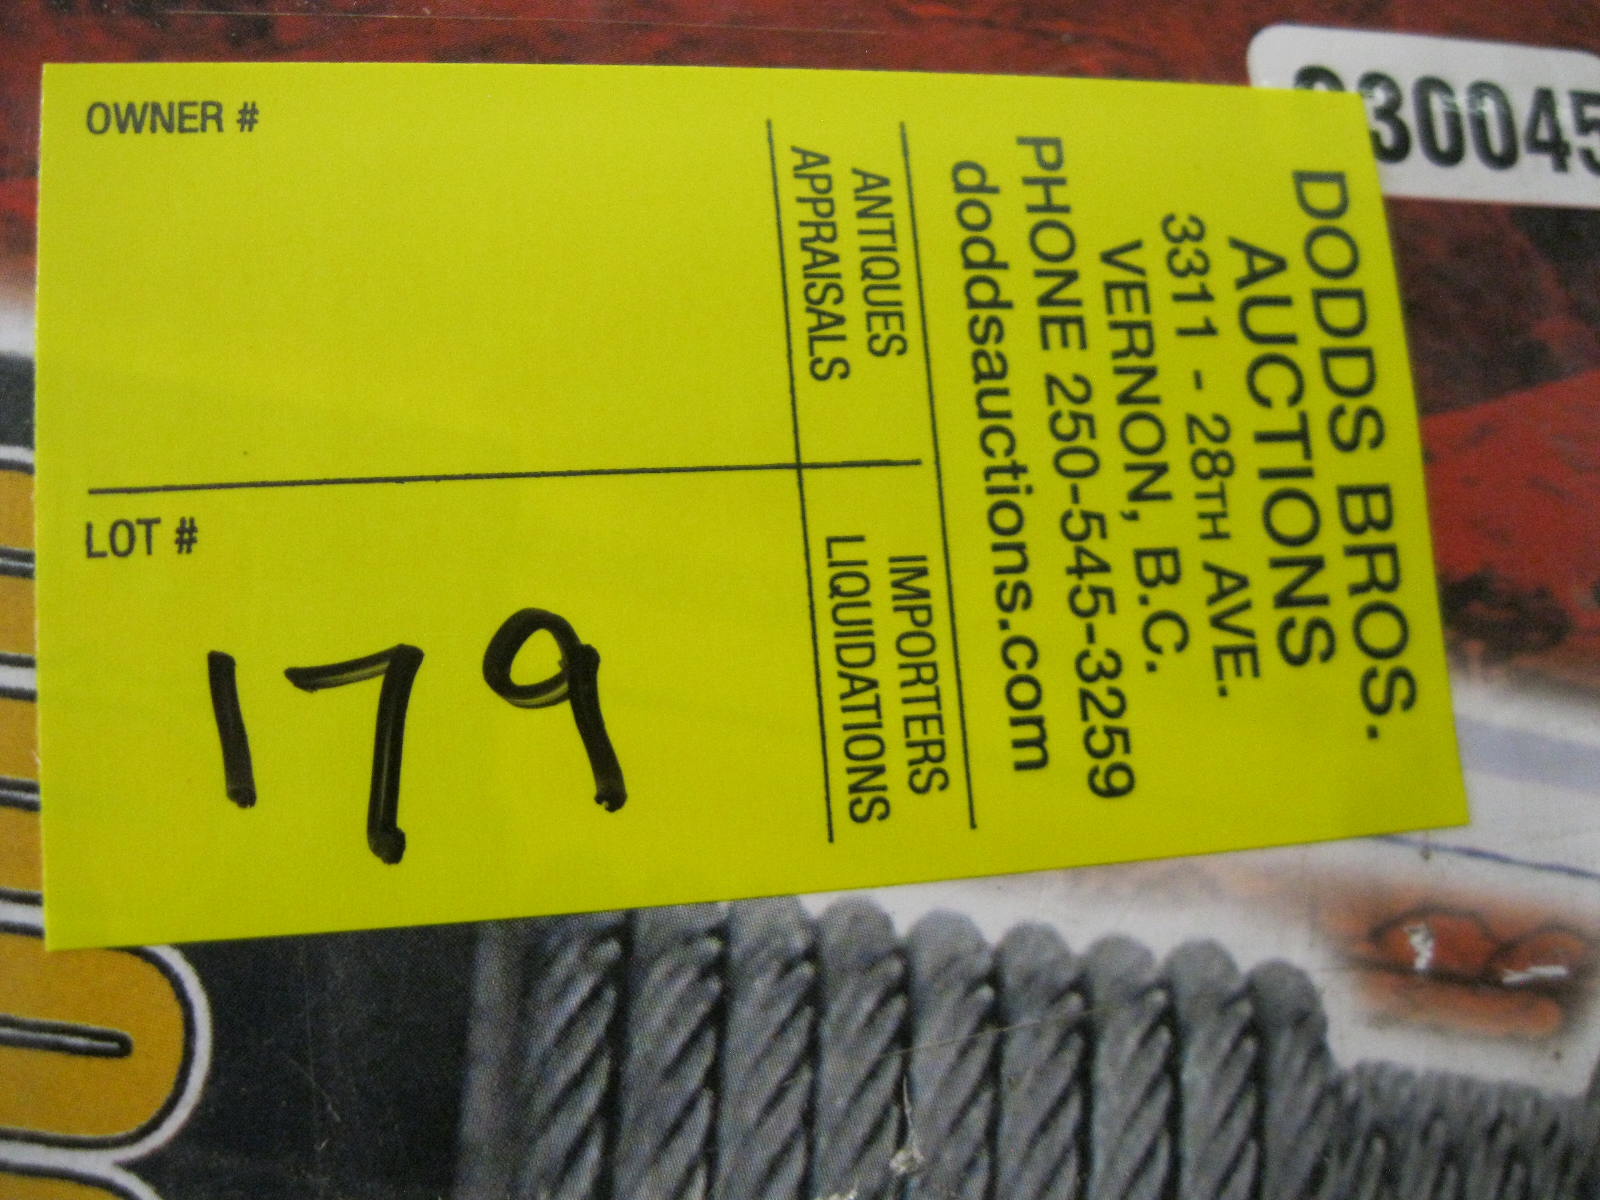 OWNER #
LOT #
179
DODDS BROS.
AUCTIONS
3311 - 28TH AVE.
VERNON, B.C.
PHONE 250-545-3259
doddsauctions.com
ANTIQUES
APPRAISALS
IMPORTERS
LIQUIDATIONS